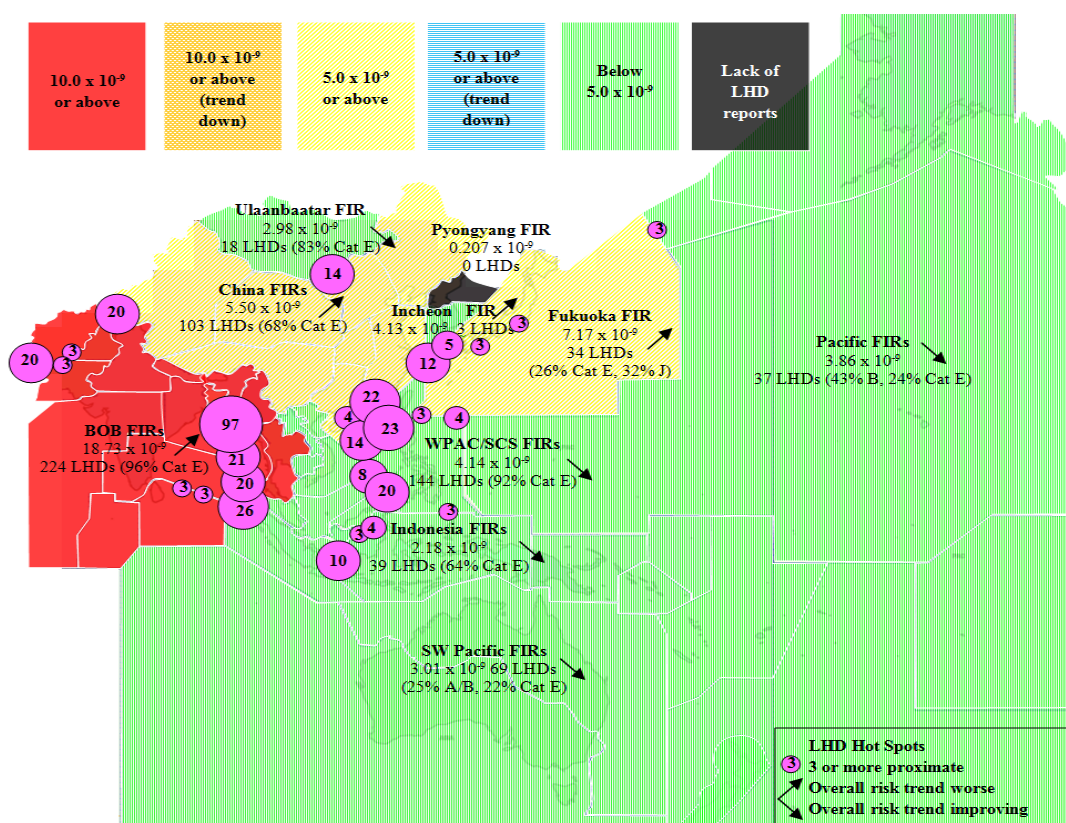 10.0 x 10⁻⁹
or above
10.0 x 10⁻⁹
or above
(trend
down)
5.0 x 10⁻⁹
or above
5.0 x 10⁻⁹
or above
(trend
down)
Below
5.0 x 10⁻⁹
Lack of
LHD
reports
Ulaanbaatar FIR
2.98 x 10⁻⁹
18 LHDs (83% Cat E)
Pyongyang FIR
0.207 x 10⁻⁹
0 LHDs
3
14
China FIRs
5.50 x 10⁻⁹
103 LHDs (68% Cat E)
Incheon FIR
4.13 x 10⁻⁹ 3 LHDs
Fukuoka FIR
7.17 x 10⁻⁹
34 LHDs
(26% Cat E, 32% J)
Pacific FIRs
3.86 x 10⁻⁹
37 LHDs (43% B, 24% Cat E)
20
3
5
3
12
20
3
3
22
4
23
3
4
14
97
BOB FIRs
18.73 x 10⁻⁹
224 LHDs (96% Cat E)
WPAC/SCS FIRs
4.14 x 10⁻⁹
144 LHDs (92% Cat E)
21
8
20
20
3
3
26
3
4
3
10
Indonesia FIRs
2.18 x 10⁻⁹
39 LHDs (64% Cat E)
SW Pacific FIRs
3.01 x 10⁻⁹ 69 LHDs
(25% A/B, 22% Cat E)
LHD Hot Spots
3
3 or more proximate
Overall risk trend worse
Overall risk trend improving